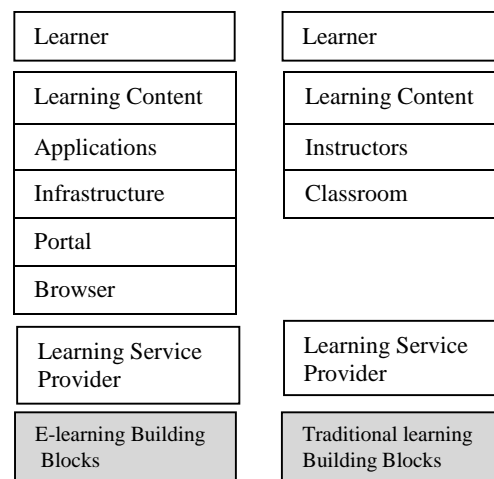 Learner
Learning Content
Applications
Infrastructure
Portal
Browser
Learning Service
Provider
E-learning Building
Blocks
Learner
Learning Content
Instructors
Classroom
Learning Service
Provider
Traditional learning
Building Blocks